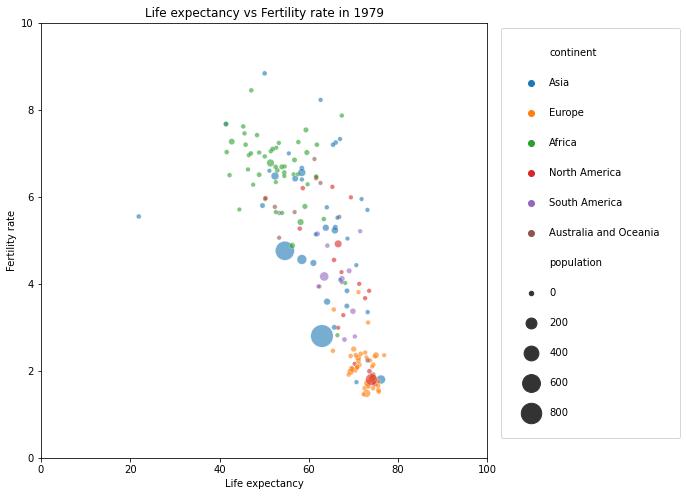 Life expectancy vs Fertility rate in 1979
10
8
6
4
2
0
Fertility rate
0 20 40 60 80 100
Life expectancy
continent
Asia
Europe
Africa
North America
South America
Australia and Oceania
population
0
200
400
600
800